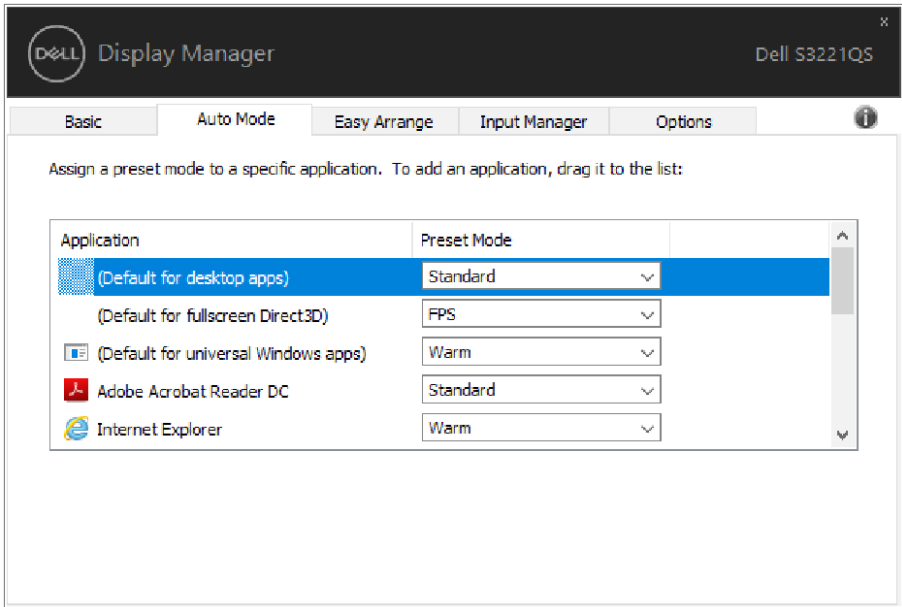 x
DELL Display Manager Dell S3221QS
Basic Auto Mode Easy Arrange Input Manager Options
Assign a preset mode to a specific application. To add an application, drag it to the list:
Application Preset Mode
(Default for desktop apps) Standard
(Default for fullscreen Direct3D) FPS
(Default for universal Windows apps) Warm
Adobe Acrobat Reader DC Standard
Internet Explorer Warm